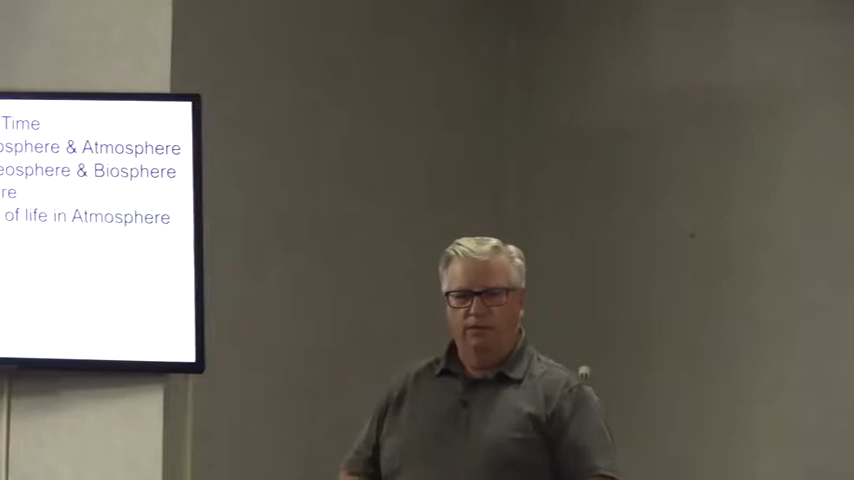 Time
osphere & Atmosphere
eosphere & Biosphere
re
of life in Atmosphere